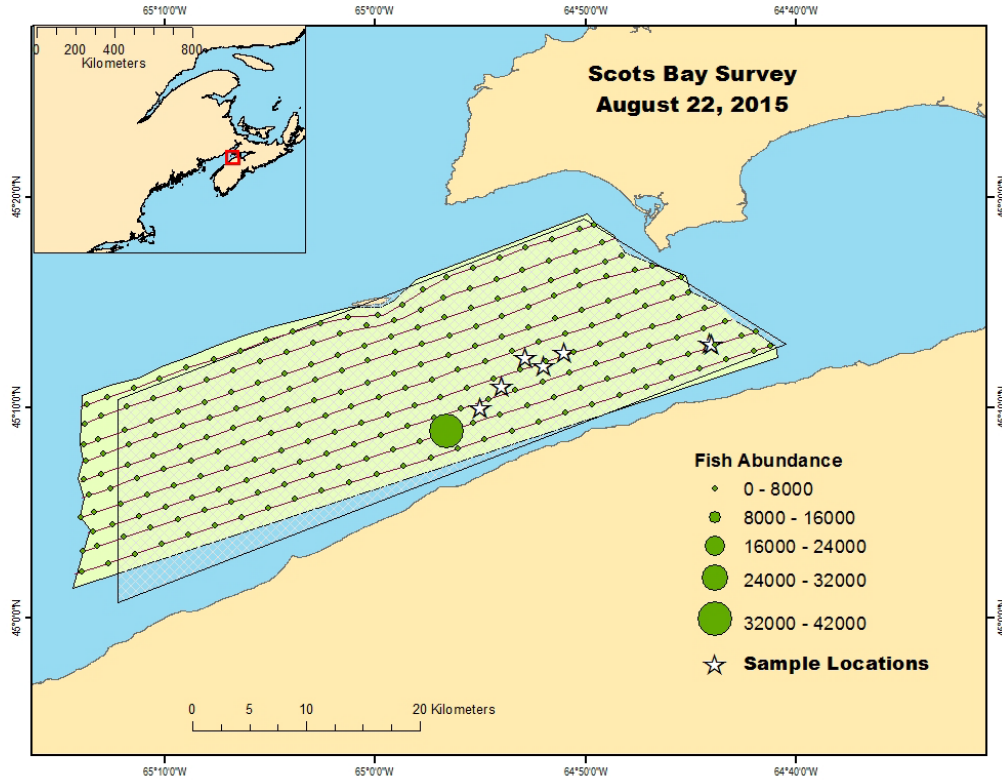 65°10'0"W 65°0'0"W 64°50'0"W 64°40'0"W
0 200 400 800
Kilometers
Scots Bay Survey
August 22, 2015
45°20'0"N
45°10'0"N
45°0'0"N
Fish Abundance
0 - 8000
8000 - 16000
16000 - 24000
24000 - 32000
32000 - 42000
Sample Locations
0 5 10 20 Kilometers
65°10'0"W 65°0'0"W 64°50'0"W 64°40'0"W